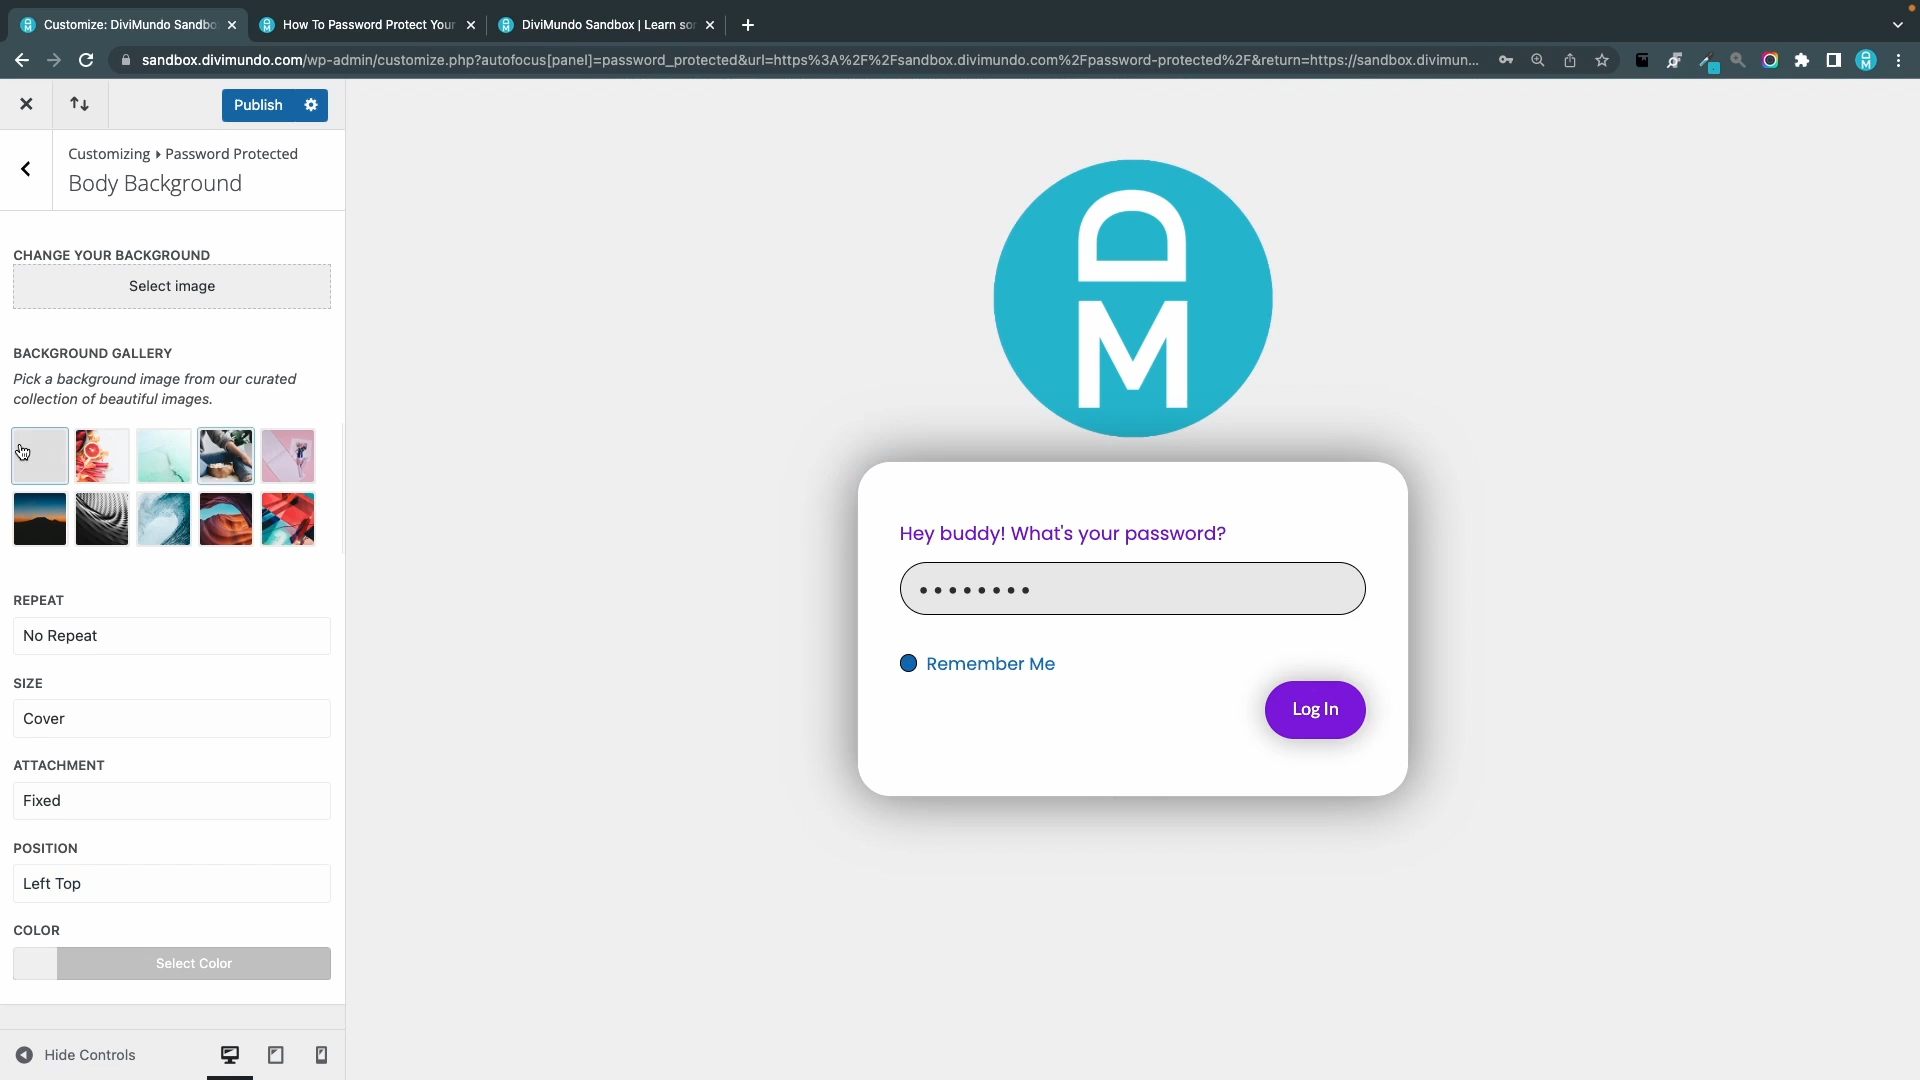 Customize: DiviMundo Sandbo
How To Password Protect Your
DiviMundo Sandbox | Learn so
sandbox.divimundo.com/wp-admin/customize.php?autofocus[panel]=password_protected&url=https%3A%2F%2Fsandbox.divimundo.com%2Fpassword-protected%2F&return=https://sandbox.divimun...
Publish
Customizing ▸ Password Protected
Body Background
CHANGE YOUR BACKGROUND
Select image
BACKGROUND GALLERY
Pick a background image from our curated
collection of beautiful images.
REPEAT
No Repeat
SIZE
Cover
ATTACHMENT
Fixed
POSITION
Left Top
COLOR
Select Color
Hide Controls
D
M
Hey buddy! What's your password?
Remember Me
Log In